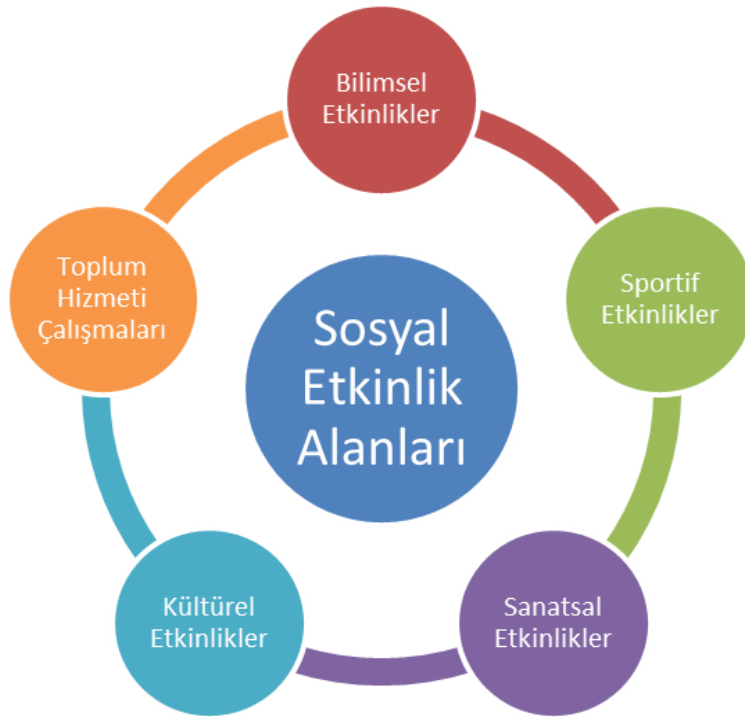 Bilimsel
Etkinlikler
Sportif
Etkinlikler
Sanatsal
Etkinlikler
Kültürel
Etkinlikler
Toplum
Hizmeti
Çalışmaları
Sosyal
Etkinlik
Alanları